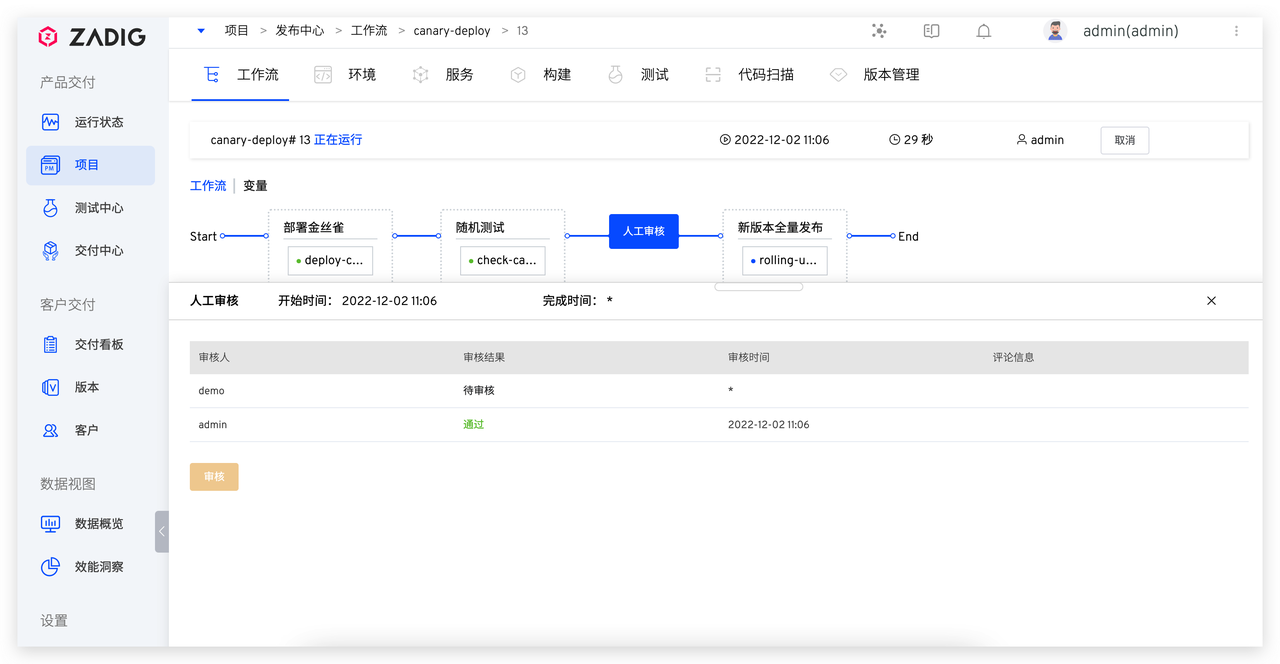 ZADIG
项目 > 发布中心 > 工作流 > canary-deploy > 13
admin(admin)
工作流 环境 服务 构建 测试 代码扫描 版本管理
产品交付
运行状态
项目
测试中心
交付中心
客户交付
交付看板
版本
客户
数据视图
数据概览
效能洞察
设置
canary-deploy# 13 正在运行 2022-12-02 11:06 29 秒 admin 取消
工作流 变量
Start 部署金丝雀 随机测试 人工审核 新版本全量发布 End
deploy-c... check-ca... rolling-u...
人工审核 开始时间： 2022-12-02 11:06 完成时间： *
审核人 审核结果 审核时间 评论信息
demo 待审核 *
admin 通过 2022-12-02 11:06
审核